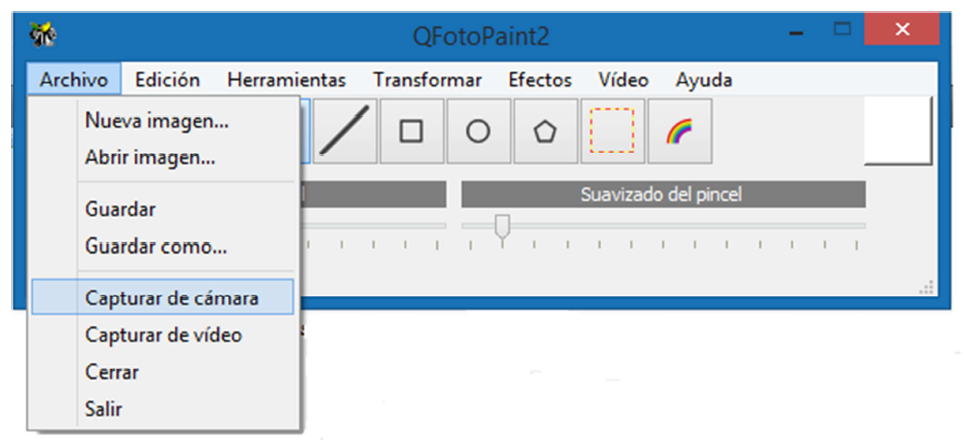 QFotoPaint2
Archivo Edición Herramientas Transformar Efectos Vídeo Ayuda
Nueva imagen...
Abrir imagen...
Guardar
Guardar como...
Capturar de cámara
Capturar de vídeo
Cerrar
Salir
Suavizado del pincel